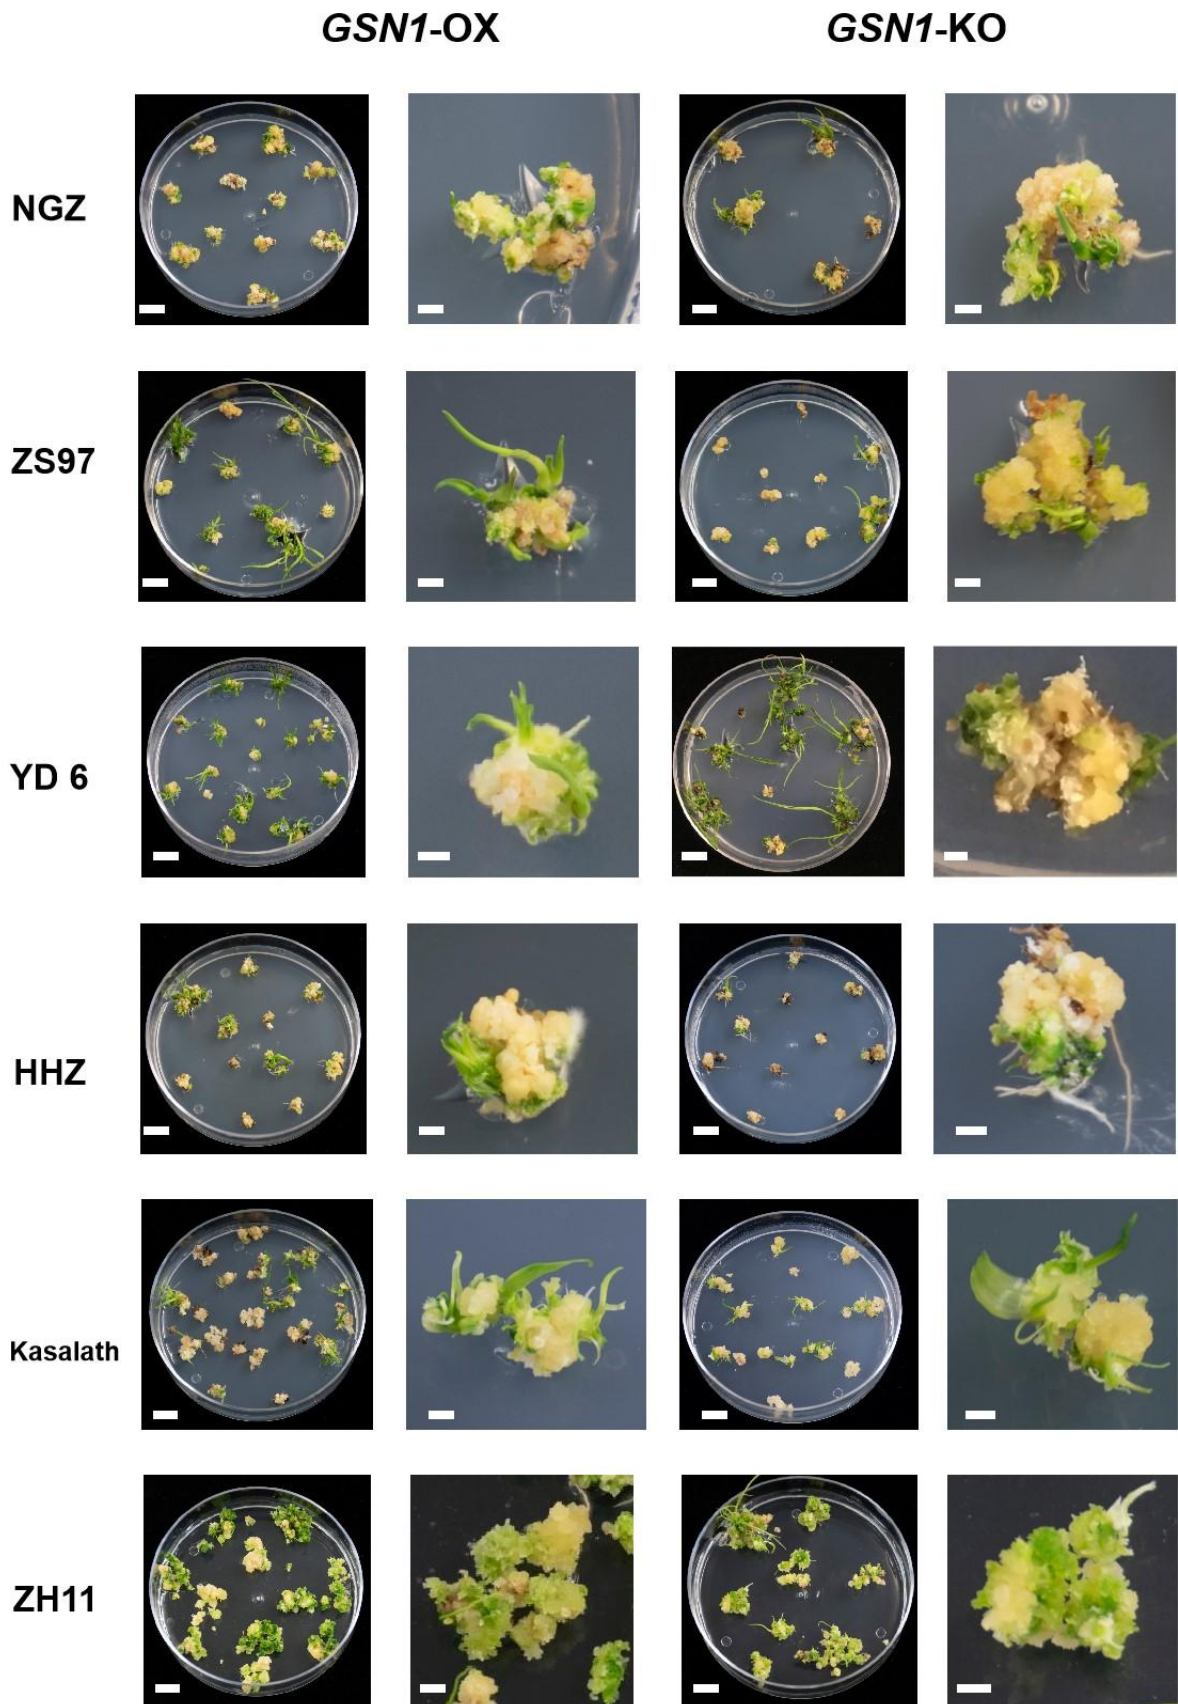 GSN1-OX GSN1-KO
NGZ
ZS97
YD 6
HHZ
Kasalath
ZH11